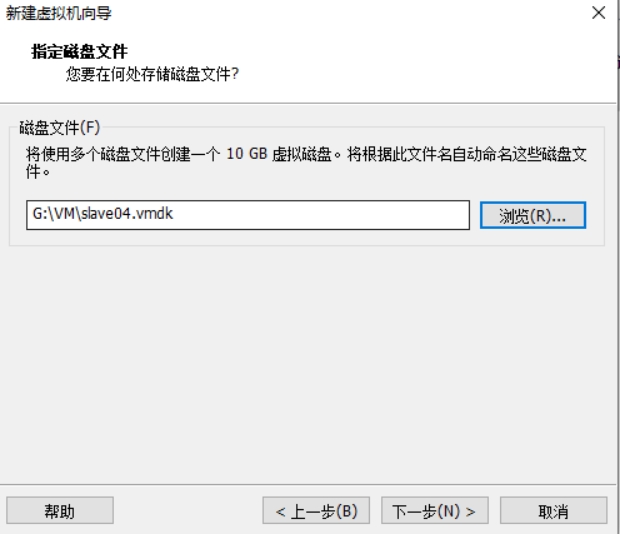 新建虚拟机向导
指定磁盘文件
您要在何处存储磁盘文件?
磁盘文件(F)
将使用多个磁盘文件创建一个 10 GB 虚拟磁盘。将根据此文件名自动命名这些磁盘文
件。
G:\VM\slave04.vmdk
浏览(R)...
帮助
< 上一步(B)
下一步(N) >
取消